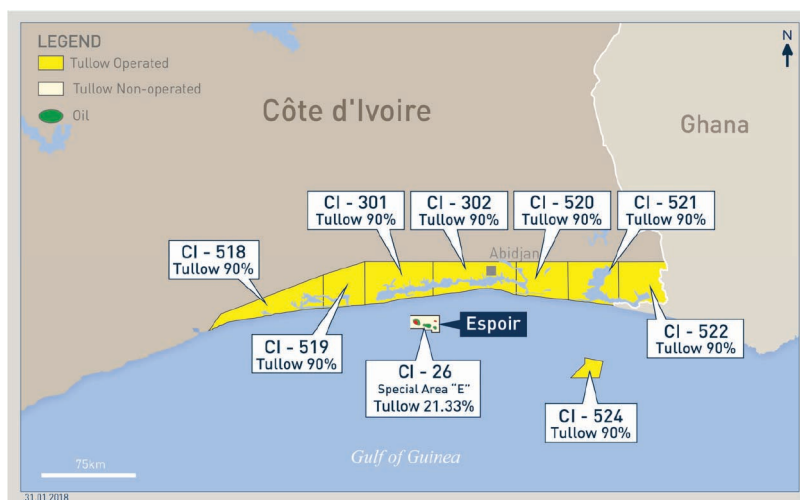 LEGEND
Tullow Operated
Tullow Non-operated
Oil
N
Côte d'Ivoire
Ghana
CI - 301
Tullow 90%
CI - 302
Tullow 90%
CI - 520
Tullow 90%
CI - 521
Tullow 90%
CI - 518
Tullow 90%
Abidjan
CI - 519
Tullow 90%
Espoir
CI - 522
Tullow 90%
CI - 26
Special Area "E"
Tullow 21.33%
CI - 524
Tullow 90%
Gulf of Guinea
75km
31.01.2018